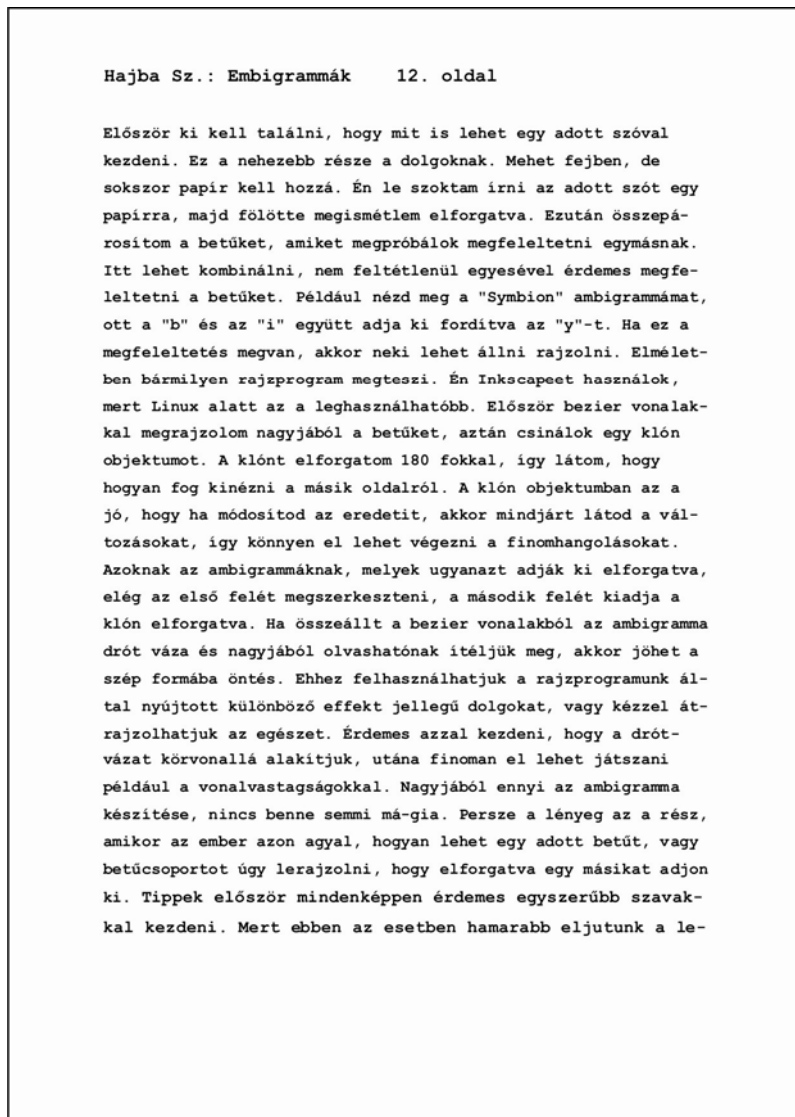 Hajba Sz.: Embigrammák    12. oldal
Először ki kell találni, hogy mit is lehet egy adott szóval
kezdeni. Ez a nehezebb része a dolgoknak. Mehet fejben, de
sokszor papír kell hozzá. Én le szoktam írni az adott szót egy
papírra, majd fölötte megismétlem elforgatva. Ezután összepá-
rosítom a betűket, amiket megpróbálok megfeleltetni egymásnak.
Itt lehet kombinálni, nem feltétlenül egyesével érdemes megfe-
leltetni a betűket. Például nézd meg a "Symbion" ambigrammámat,
ott a "b" és az "i" együtt adja ki fordítva az "y"-t. Ha ez a
megfeleltetés megvan, akkor neki lehet állni rajzolni. Elmélet-
ben bármilyen rajzprogram megteszi. Én Inkscapeet használok,
mert Linux alatt az a leghasználhatóbb. Először bezier vonalak-
kal megrajzolom nagyjából a betűket, aztán csinálok egy klón
objektumot. A klónt elforgatom 180 fokkal, így látom, hogy
hogyan fog kinézni a másik oldalról. A klón objektumban az a
jó, hogy ha módosítod az eredetit, akkor mindjárt látod a vál-
tozásokat, így könnyen el lehet végezni a finomhangolásokat.
Azoknak az ambigrammáknak, melyek ugyanazt adják ki elforgatva,
elég az első felét megszerkeszteni, a második felét kiadja a
klón elforgatva. Ha összeállt a bezier vonalakból az ambigramma
drót váza és nagyjából olvashatónak ítéljük meg, akkor jöhet a
szép formába öntés. Ehhez felhasználhatjuk a rajzprogramunk ál-
tal nyújtott különböző effekt jellegű dolgokat, vagy kézzel át-
rajzolhatjuk az egészet. Érdemes azzal kezdeni, hogy a drót-
vázat körvonallá alakítjuk, utána finoman el lehet játszani
például a vonalvastagságokkal. Nagyjából ennyi az ambigramma
készítése, nincs benne semmi má-gia. Persze a lényeg az a rész,
amikor az ember azon agyal, hogyan lehet egy adott betűt, vagy
betűcsoportot úgy lerajzolni, hogy elforgatva egy másikat adjon
ki. Tippek először mindenképpen érdemes egyszerűbb szavak-
kal kezdeni. Mert ebben az esetben hamarabb eljutunk a le-